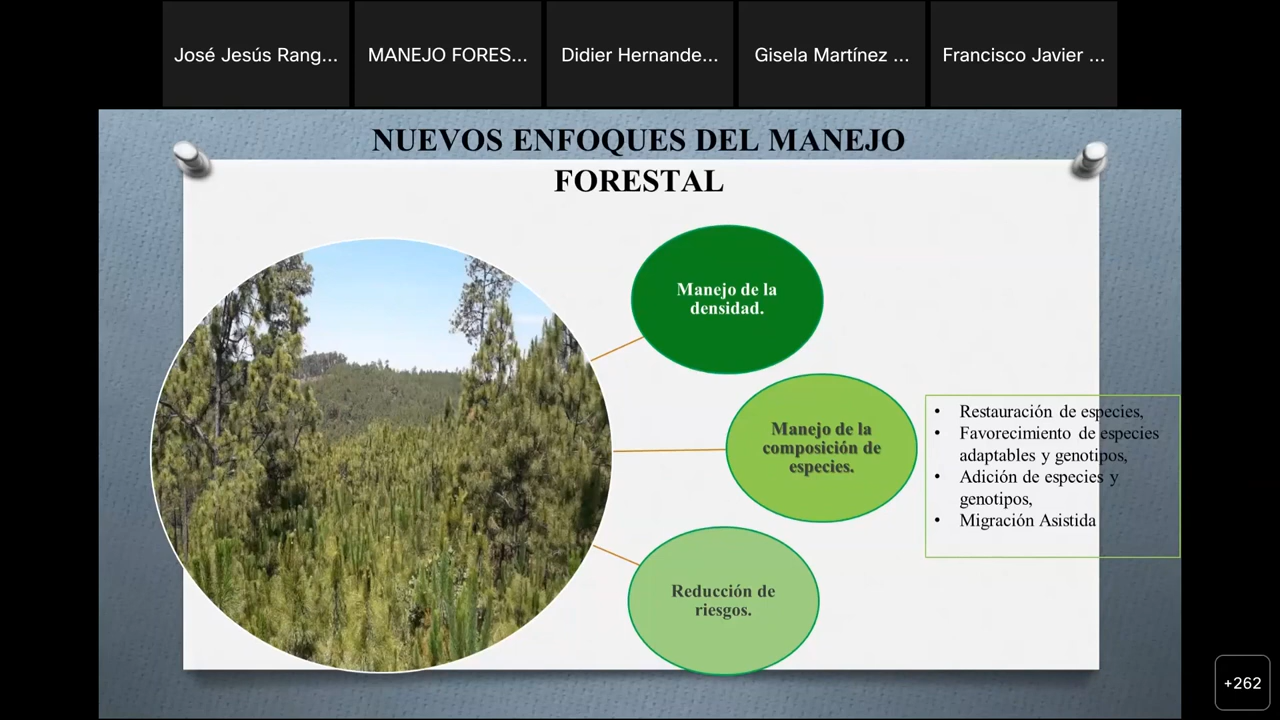 José Jesús Rang...
MANEJO FORES...
Didier Hernande...
Gisela Martínez ...
Francisco Javier ...
NUEVOS ENFOQUES DEL MANEJO
FORESTAL
Manejo de la
densidad.
Manejo de la
composición de
especies.
• Restauración de especies,
• Favorecimiento de especies
adaptables y genotipos,
• Adición de especies y
genotipos,
• Migración Asistida
Reducción de
riesgos.
+262